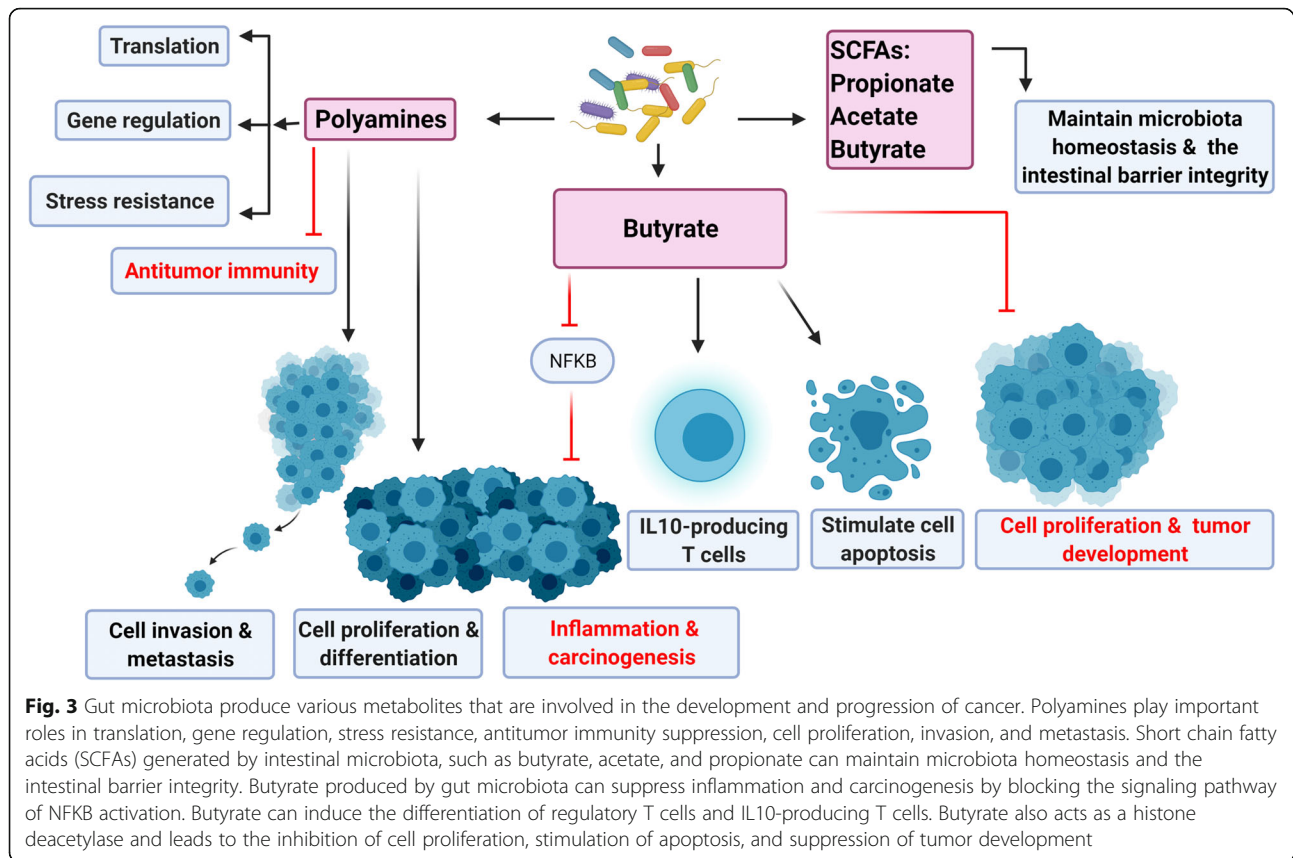 Translation
Gene regulation
Stress resistance
Polyamines
Antitumor immunity
SCFAs:
Propionate
Acetate
Butyrate
Maintain microbiota
homeostasis & the
intestinal barrier integrity
Butyrate
NFKB
Cell invasion &
metastasis
Cell proliferation &
differentiation
Inflammation &
carcinogenesis
IL10-producing
T cells
Stimulate cell
apoptosis
Cell proliferation & tumor
development
Fig. 3 Gut microbiota produce various metabolites that are involved in the development and progression of cancer. Polyamines play important
roles in translation, gene regulation, stress resistance, antitumor immunity suppression, cell proliferation, invasion, and metastasis. Short chain fatty
acids (SCFAs) generated by intestinal microbiota, such as butyrate, acetate, and propionate can maintain microbiota homeostasis and the
intestinal barrier integrity. Butyrate produced by gut microbiota can suppress inflammation and carcinogenesis by blocking the signaling pathway
of NFKB activation. Butyrate can induce the differentiation of regulatory T cells and IL10-producing T cells. Butyrate also acts as a histone
deacetylase and leads to the inhibition of cell proliferation, stimulation of apoptosis, and suppression of tumor development